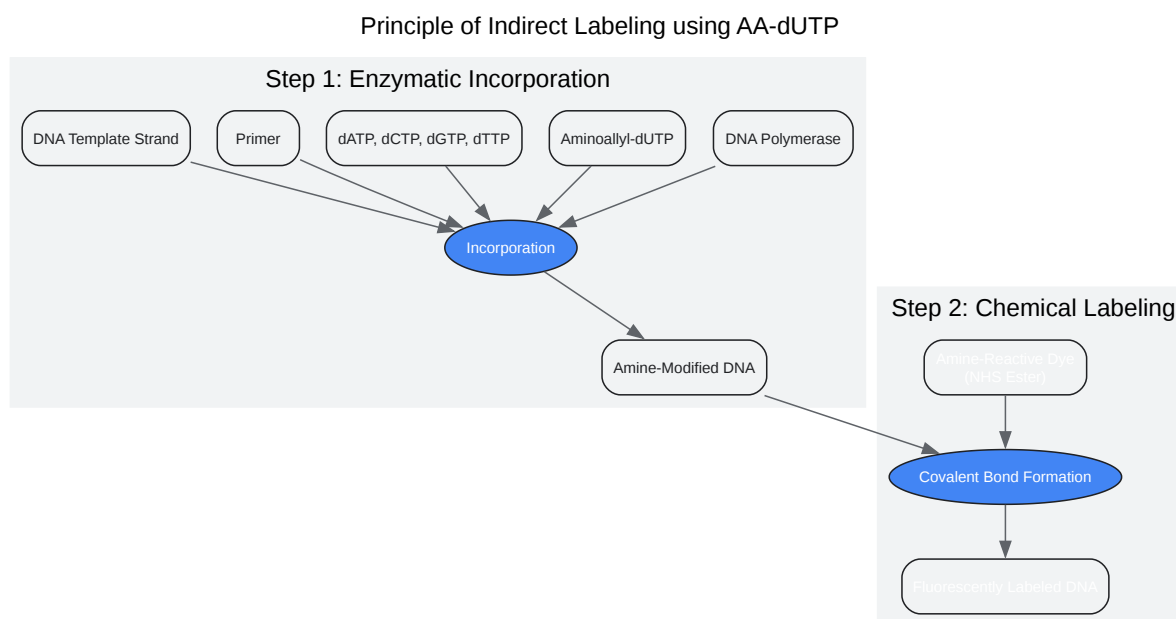 Principle of Indirect Labeling using AA-dUTP
Step 1: Enzymatic Incorporation
DNA Template Strand
Primer
dATP, dCTP, dGTP, dTTP
Aminoallyl-dUTP
DNA Polymerase
Incorporation
Amine-Modified DNA
Step 2: Chemical Labeling
Amine-Reactive Dye
(NHS Ester)
Covalent Bond Formation
Fluorescently Labeled DNA